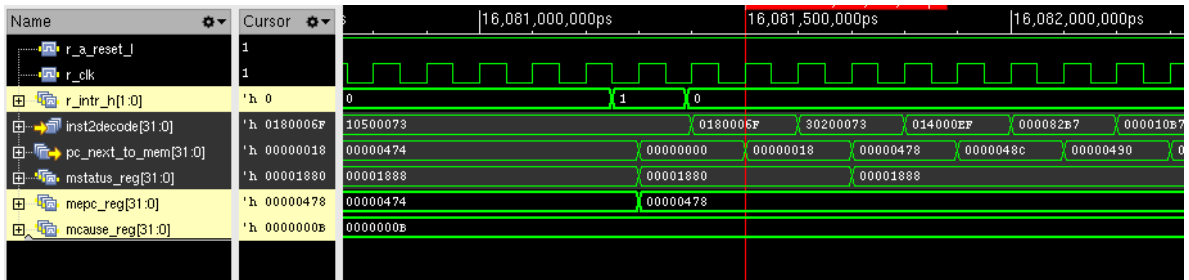 Name Cursor 16,081,000,000ps 16,081,500,000ps 16,082,000,000ps
r_a_reset_l 1
r_clk 1
r_intr_h[1:0] 'h 0 0 1 0
inst2decode[31:0] 'h 0180006F 10500073 0180006F 30200073 014000EF 000082B7 000010B7
pc_next_to_mem[31:0] 'h 00000018 00000474 00000000 00000018 00000478 0000048C 00000490 0
mstatus_reg[31:0] 'h 00001880 00001888 00001880 00001888
mepc_reg[31:0] 'h 00000478 00000474 00000478
mcause_reg[31:0] 'h 0000000B 0000000B